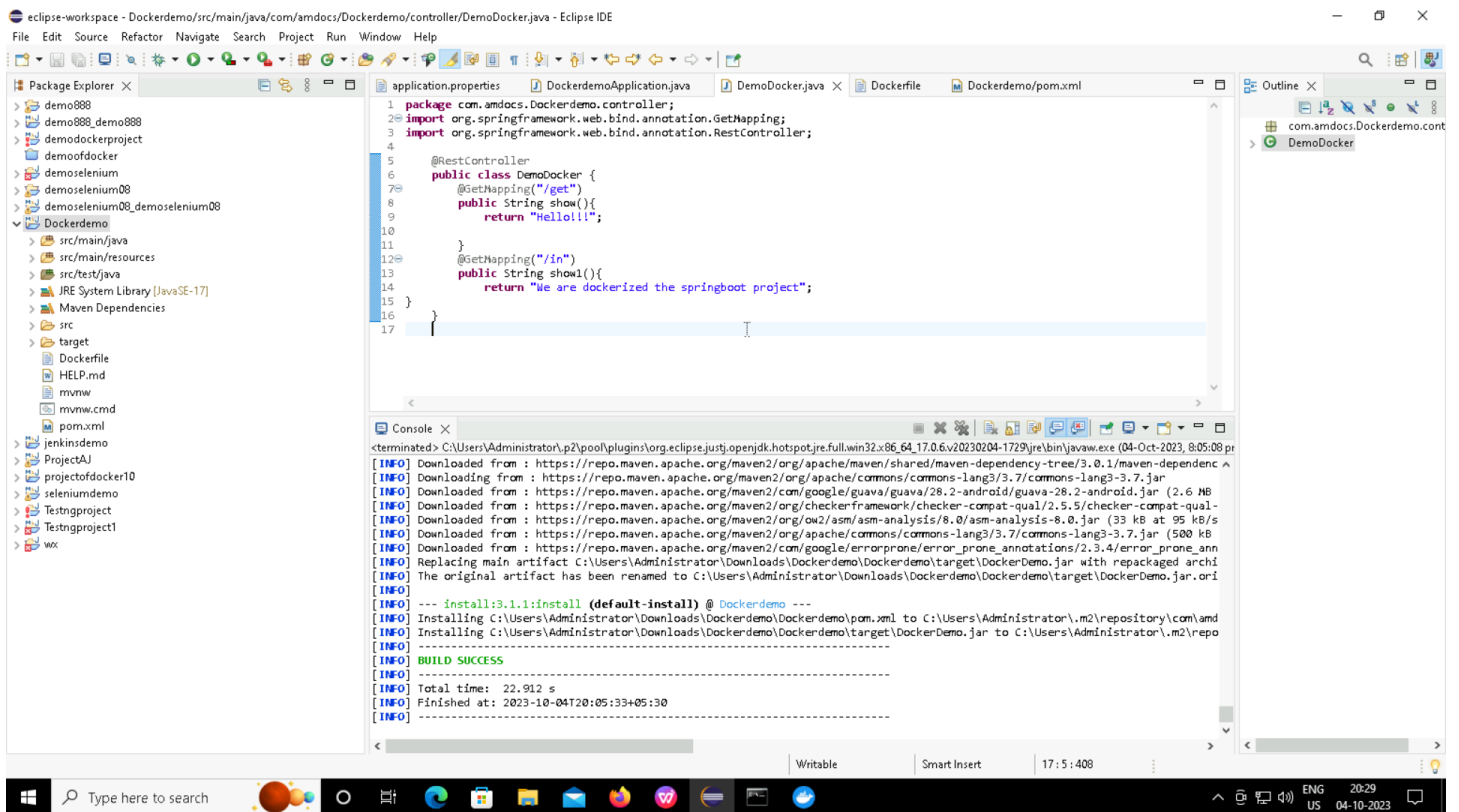 eclipse-workspace - Dockerdemo/src/main/java/com/amdocs/Dockerdemo/controller/DemoDocker.java - Eclipse IDE
File Edit Source Refactor Navigate Search Project Run Window Help
Package Explorer
demo888
demo888_demo888
demodockerproject
demoofdocker
demoselenium
demoselenium08
demoselenium08_demoselenium08
Dockerdemo
src/main/java
src/main/resources
src/test/java
JRE System Library [JavaSE-17]
Maven Dependencies
src
target
Dockerfile
HELP.md
mvnw
mvnw.cmd
pom.xml
jenkinsdemo
ProjectAJ
projectofdocker10
seleniumdemo
Testngproject
Testngproject1
wx
application.properties DockerdemoApplication.java DemoDocker.java Dockerfile Dockerdemo/pom.xml
1 package com.amdocs.Dockerdemo.controller;
2 import org.springframework.web.bind.annotation.GetMapping;
3 import org.springframework.web.bind.annotation.RestController;
4
5 @RestController
6 public class DemoDocker {
7 @GetMapping("/get")
8 public String show(){
9 return "Hello!!!";
10
11 }
12 @GetMapping("/in")
13 public String show1(){
14 return "We are dockerized the springboot project";
15 }
16 }
17
Outline
com.amdocs.Dockerdemo.cont
DemoDocker
Console
<terminated> C:\Users\Administrator\.p2\pool\plugins\org.eclipse.justj.openjdk.hotspot.jre.full.win32.x86_64_17.0.6.v20230204-1729\jre\bin\javaw.exe (04-Oct-2023, 8:05:08 pr
[INFO] Downloaded from : https://repo.maven.apache.org/maven2/org/apache/maven/shared/maven-dependency-tree/3.0.1/maven-dependenc
[INFO] Downloading from : https://repo.maven.apache.org/maven2/org/apache/commons/commons-lang3/3.7/commons-lang3-3.7.jar
[INFO] Downloaded from : https://repo.maven.apache.org/maven2/com/google/guava/guava/28.2-android/guava-28.2-android.jar (2.6 MB
[INFO] Downloaded from : https://repo.maven.apache.org/maven2/org/checkerframework/checker-compat-qual/2.5.5/checker-compat-qual-
[INFO] Downloaded from : https://repo.maven.apache.org/maven2/org/ow2/asm/asm-analysis/8.0/asm-analysis-8.0.jar (33 kB at 95 kB/s
[INFO] Downloaded from : https://repo.maven.apache.org/maven2/org/apache/commons/commons-lang3/3.7/commons-lang3-3.7.jar (500 kB
[INFO] Downloaded from : https://repo.maven.apache.org/maven2/com/google/errorprone/error_prone_annotations/2.3.4/error_prone_ann
[INFO] Replacing main artifact C:\Users\Administrator\Downloads\Dockerdemo\Dockerdemo\target\DockerDemo.jar with repackaged archi
[INFO] The original artifact has been renamed to C:\Users\Administrator\Downloads\Dockerdemo\Dockerdemo\target\DockerDemo.jar.ori
[INFO]
[INFO] --- install:3.1.1:install (default-install) @ Dockerdemo ---
[INFO] Installing C:\Users\Administrator\Downloads\Dockerdemo\Dockerdemo\pom.xml to C:\Users\Administrator\.m2\repository\com\amd
[INFO] Installing C:\Users\Administrator\Downloads\Dockerdemo\Dockerdemo\target\DockerDemo.jar to C:\Users\Administrator\.m2\repo
[INFO] ------------------------------------------------------------------------
[INFO] BUILD SUCCESS
[INFO] ------------------------------------------------------------------------
[INFO] Total time: 22.912 s
[INFO] Finished at: 2023-10-04T20:05:33+05:30
[INFO] ------------------------------------------------------------------------
Writable Smart Insert 17 : 5 : 408
Type here to search
ENG 20:29
US 04-10-2023